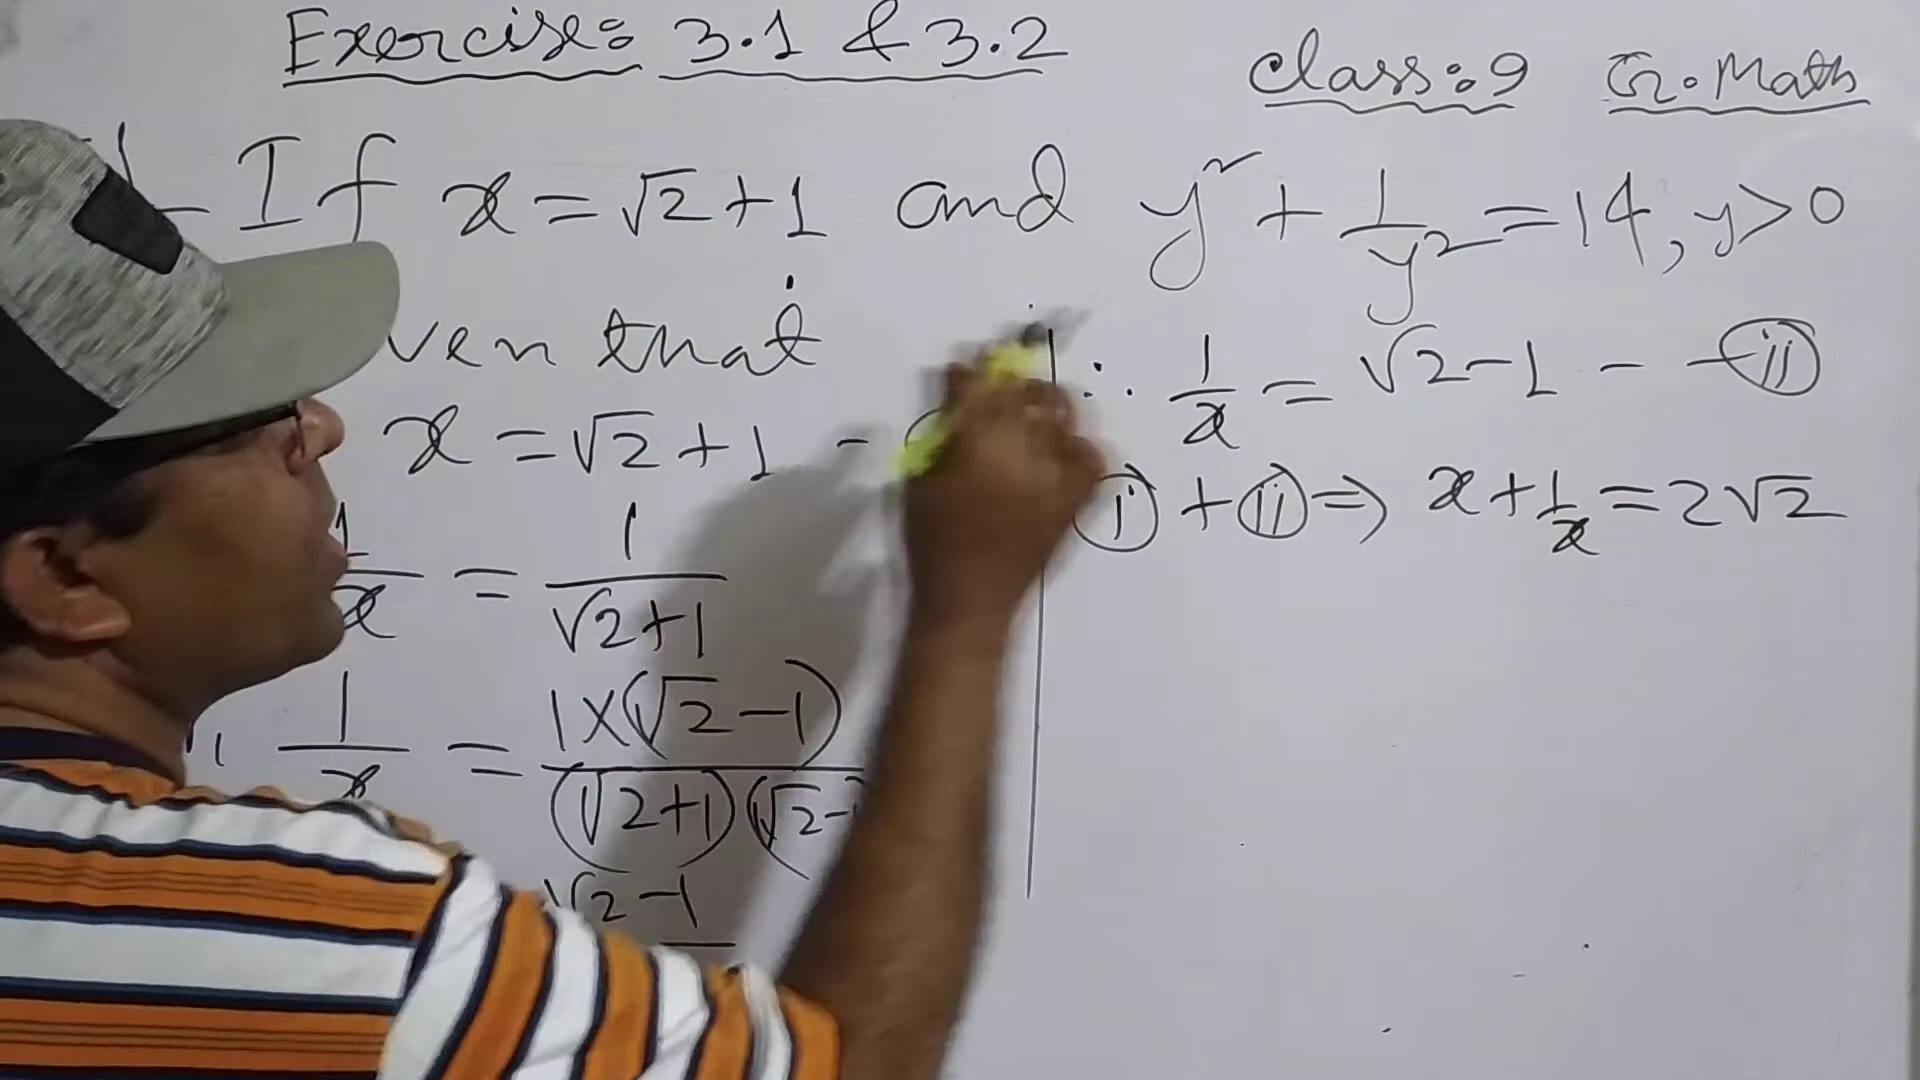 Exercise: 3.1 & 3.2
class: 9 G. Math
If x = √2 + 1 and y² + 1/y² = 14, y > 0
ven that
x = √2 + 1 -
1/x = 1/(√2+1)
1/x = 1×(√2-1)/(√2+1)(√2-1
√2-1
∴ 1/x = √2-1 - - (ii)
(i) + (ii) ⇒ x + 1/x = 2√2